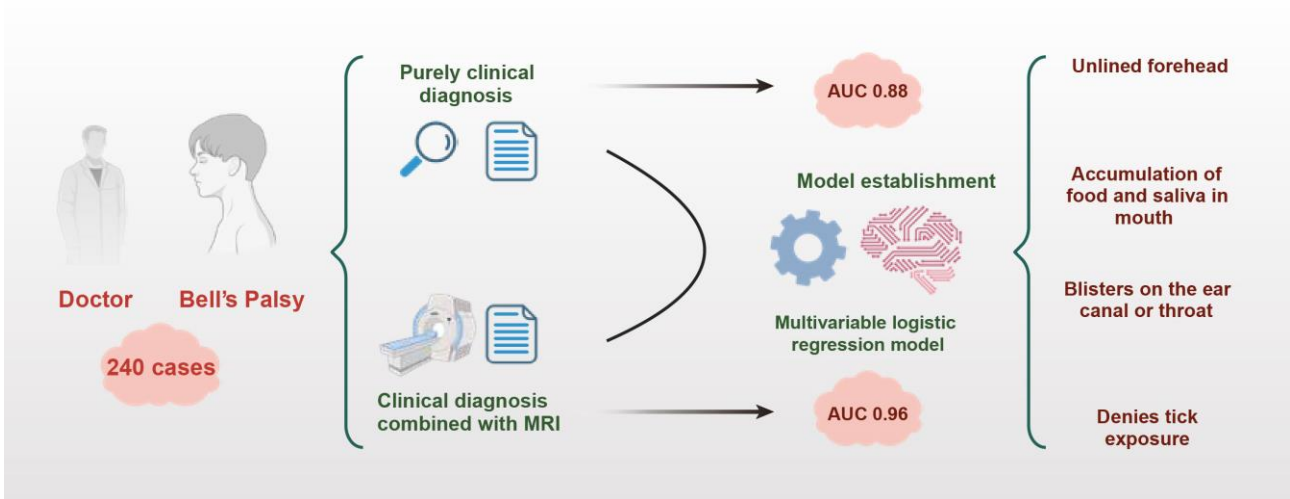 Doctor
Bell's Palsy
240 cases
Purely clinical
diagnosis
Clinical diagnosis
combined with MRI
AUC 0.88
Model establishment
Multivariable logistic
regression model
AUC 0.96
Unlined forehead
Accumulation of
food and saliva in
mouth
Blisters on the ear
canal or throat
Denies tick
exposure